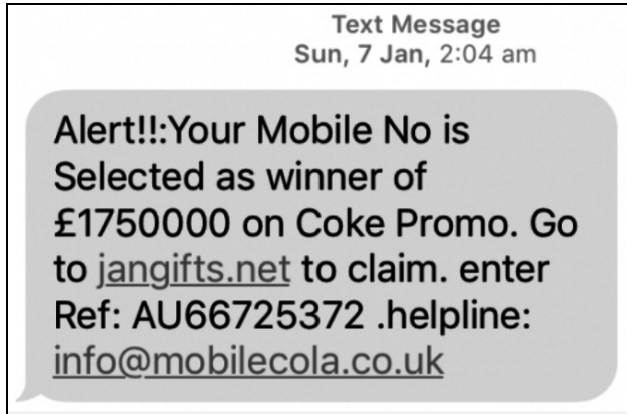 Text Message
Sun, 7 Jan, 2:04 am
Alert!!:Your Mobile No is
Selected as winner of
£1750000 on Coke Promo. Go
to jangifts.net to claim. enter
Ref: AU66725372 .helpline:
info@mobilecola.co.uk